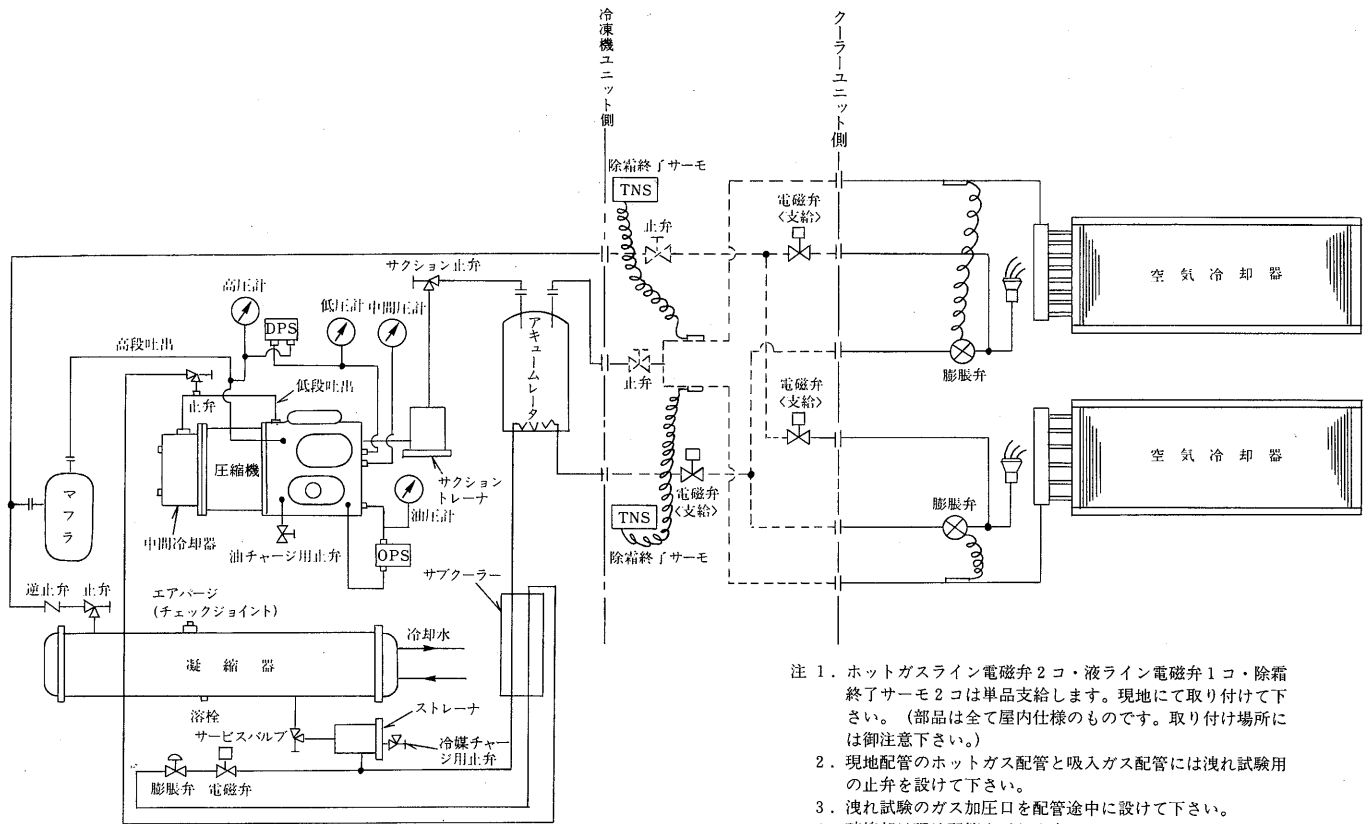 冷凍機ユニット側
クーラーユニット側
除霜終了サーモ
TNS
止弁
電磁弁
〈支給〉
空気冷却器
膨脹弁
サクション止弁
高圧計
DPS
低圧計
中間圧計
高段吐出
止弁
低段吐出
アキュームレータ
止弁
電磁弁
〈支給〉
空気冷却器
膨脹弁
圧縮機
サクション
トレーナ
マフラ
中間冷却器
油チャージ用止弁
油圧計
OPS
電磁弁
〈支給〉
TNS
除霜終了サーモ
サブクーラー
逆止弁
止弁
エアパージ
(チェックジョイント)
冷却水
凝縮器
溶栓
サービスバルブ
ストレーナ
冷媒チャー
ジ用止弁
膨脹弁
電磁弁
注 1. ホットガスライン電磁弁2コ・液ライン電磁弁1コ・除霜
終了サーモ2コは単品支給します。現地にて取り付けて下
さい。(部品は全て屋内仕様のものです。取り付け場所に
は御注意下さい。)
2. 現地配管のホットガス配管と吸入ガス配管には洩れ試験用
の止弁を設けて下さい。
3. 洩れ試験のガス加圧口を配管途中に設けて下さい。